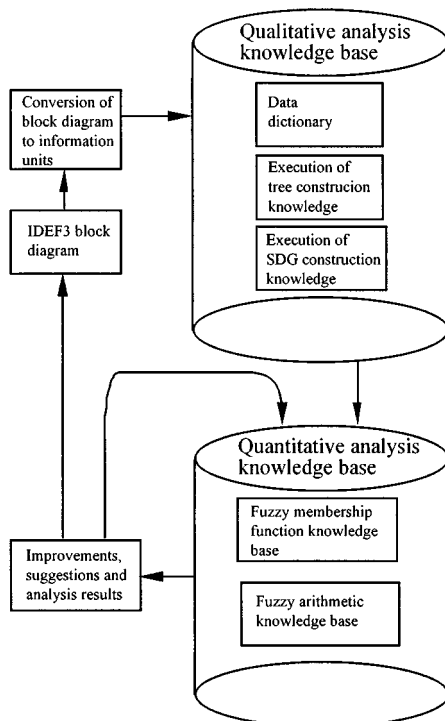 Qualitative analysis
knowledge base
Conversion of
block diagram
to information
units
Data
dictionary
Execution of
tree construcion
knowledge
IDEF3 block
diagram
Execution of
SDG construction
knowledge
Quantitative analysis
knowledge base
Fuzzy membership
function knowledge
base
Improvements,
suggestions and
analysis results
Fuzzy arithmetic
knowledge base